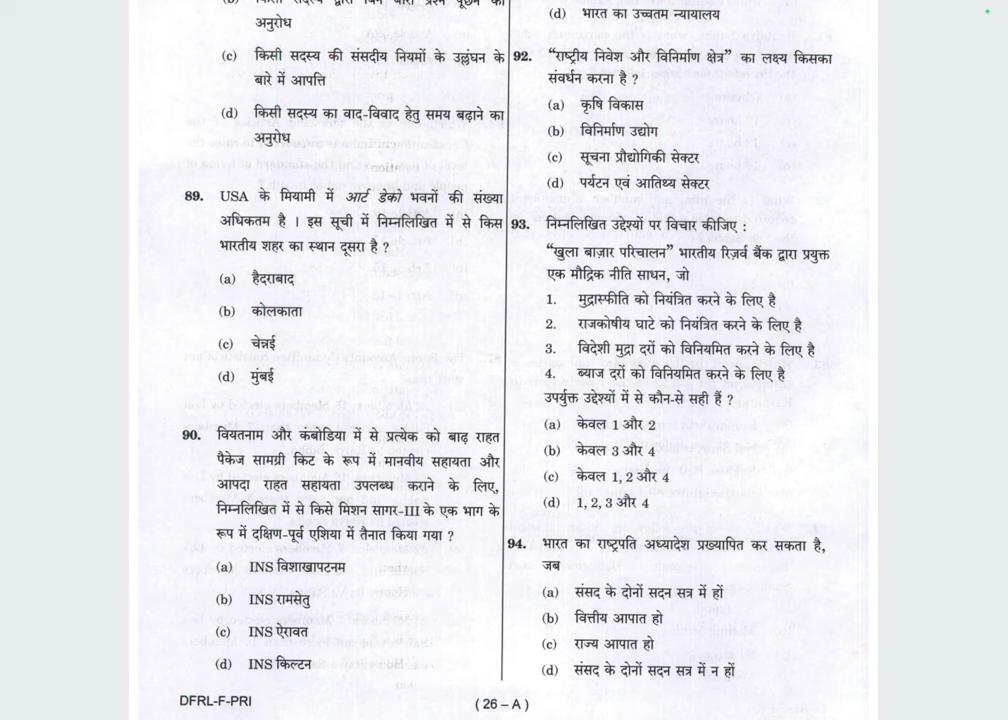 अनुरोध
(c) किसी सदस्य की संसदीय नियमों के उल्लंघन के
बारे में आपत्ति
(d) किसी सदस्य का वाद-विवाद हेतु समय बढ़ाने का
अनुरोध
89. USA के मियामी में आर्ट डेको भवनों की संख्या
अधिकतम है । इस सूची में निम्नलिखित में से किस
भारतीय शहर का स्थान दूसरा है ?
(a) हैदराबाद
(b) कोलकाता
(c) चेन्नई
(d) मुंबई
90. वियतनाम और कंबोडिया में से प्रत्येक को बाढ़ राहत
पैकेज सामग्री किट के रूप में मानवीय सहायता और
आपदा राहत सहायता उपलब्ध कराने के लिए,
निम्नलिखित में से किसे मिशन सागर-III के एक भाग के
रूप में दक्षिण-पूर्व एशिया में तैनात किया गया ?
(a) INS विशाखापटनम
(b) INS रामसेतु
(c) INS ऐरावत
(d) INS किल्टन
(d) भारत का उच्चतम न्यायालय
92. “राष्ट्रीय निवेश और विनिर्माण क्षेत्र” का लक्ष्य किसका
संवर्धन करना है ?
(a) कृषि विकास
(b) विनिर्माण उद्योग
(c) सूचना प्रौद्योगिकी सेक्टर
(d) पर्यटन एवं आतिथ्य सेक्टर
93. निम्नलिखित उद्देश्यों पर विचार कीजिए :
“खुला बाज़ार परिचालन” भारतीय रिज़र्व बैंक द्वारा प्रयुक्त
एक मौद्रिक नीति साधन, जो
1. मुद्रास्फीति को नियंत्रित करने के लिए है
2. राजकोषीय घाटे को नियंत्रित करने के लिए है
3. विदेशी मुद्रा दरों को विनियमित करने के लिए है
4. ब्याज दरों को विनियमित करने के लिए है
उपर्युक्त उद्देश्यों में से कौन-से सही हैं ?
(a) केवल 1 और 2
(b) केवल 3 और 4
(c) केवल 1, 2 और 4
(d) 1, 2, 3 और 4
94. भारत का राष्ट्रपति अध्यादेश प्रख्यापित कर सकता है,
जब
(a) संसद के दोनों सदन सत्र में हों
(b) वित्तीय आपात हो
(c) राज्य आपात हो
(d) संसद के दोनों सदन सत्र में न हों
DFRL-F-PRI
( 26 – A )